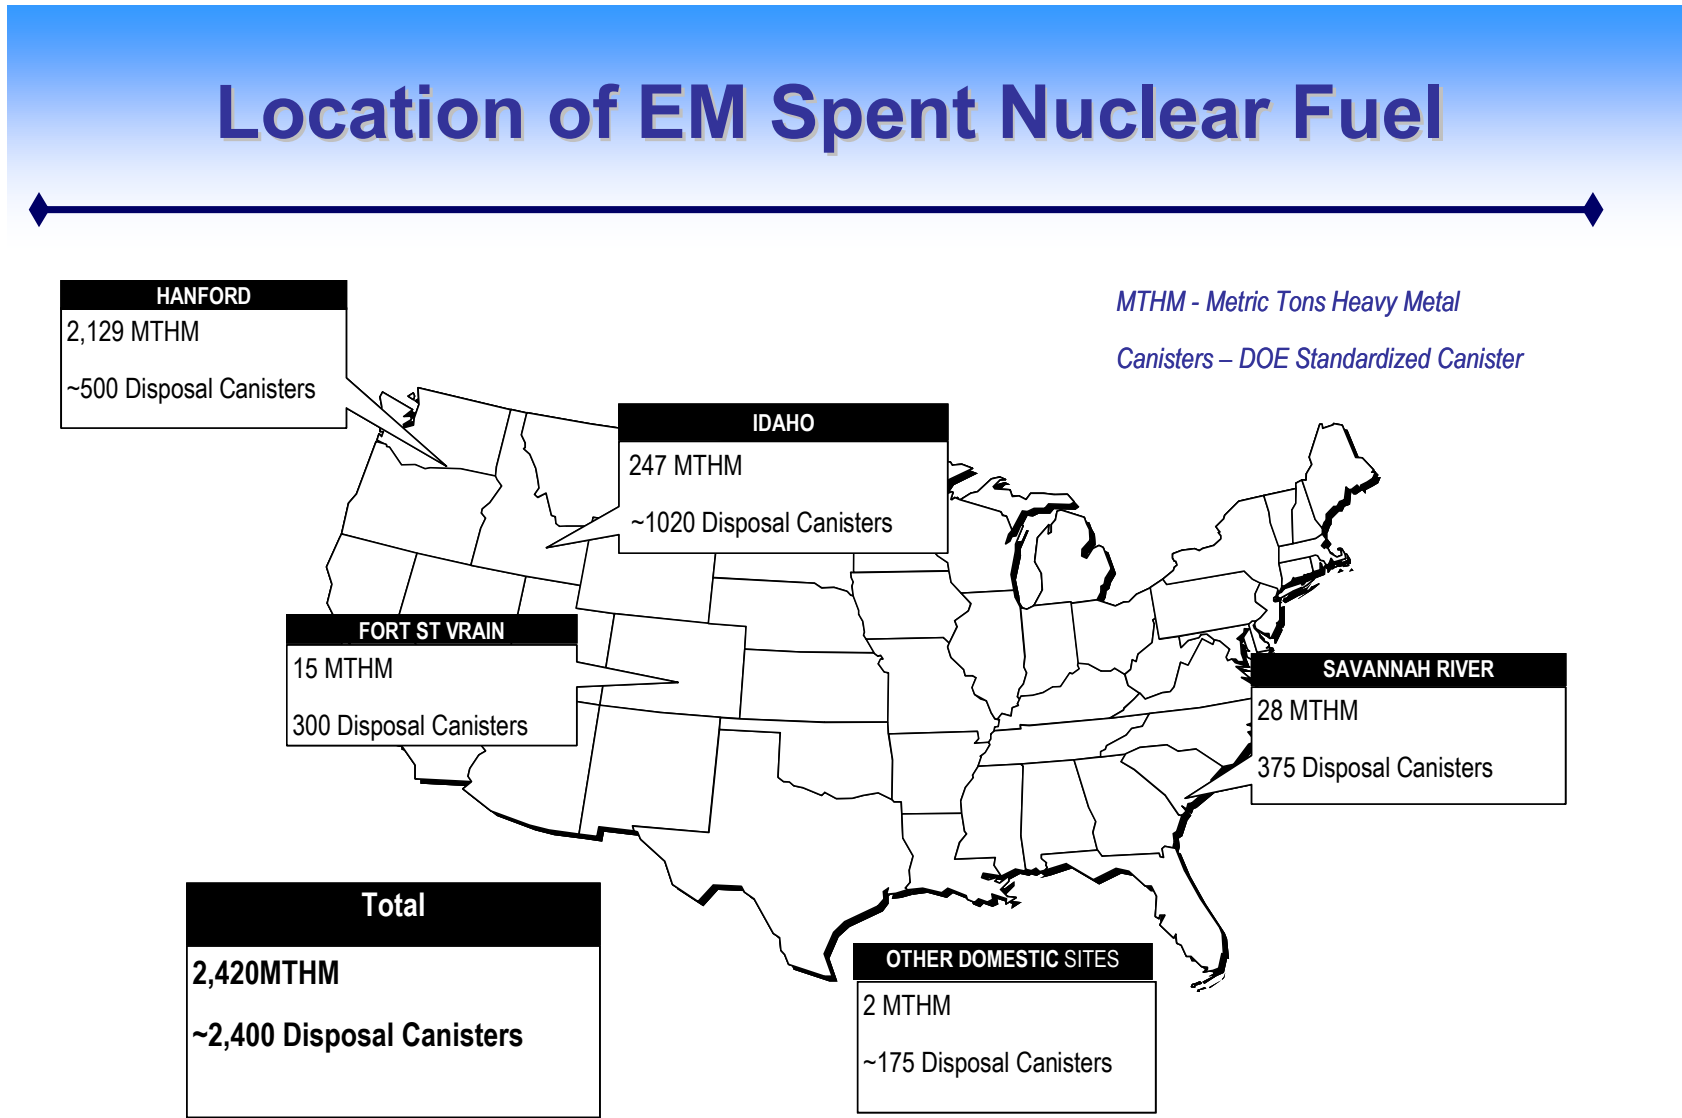 Location of EM Spent Nuclear Fuel
HANFORD
2,129 MTHM
~500 Disposal Canisters
MTHM - Metric Tons Heavy Metal
Canisters – DOE Standardized Canister
IDAHO
247 MTHM
~1020 Disposal Canisters
FORT ST VRAIN
15 MTHM
300 Disposal Canisters
SAVANNAH RIVER
28 MTHM
375 Disposal Canisters
Total
2,420MTHM
~2,400 Disposal Canisters
OTHER DOMESTIC SITES
2 MTHM
~175 Disposal Canisters